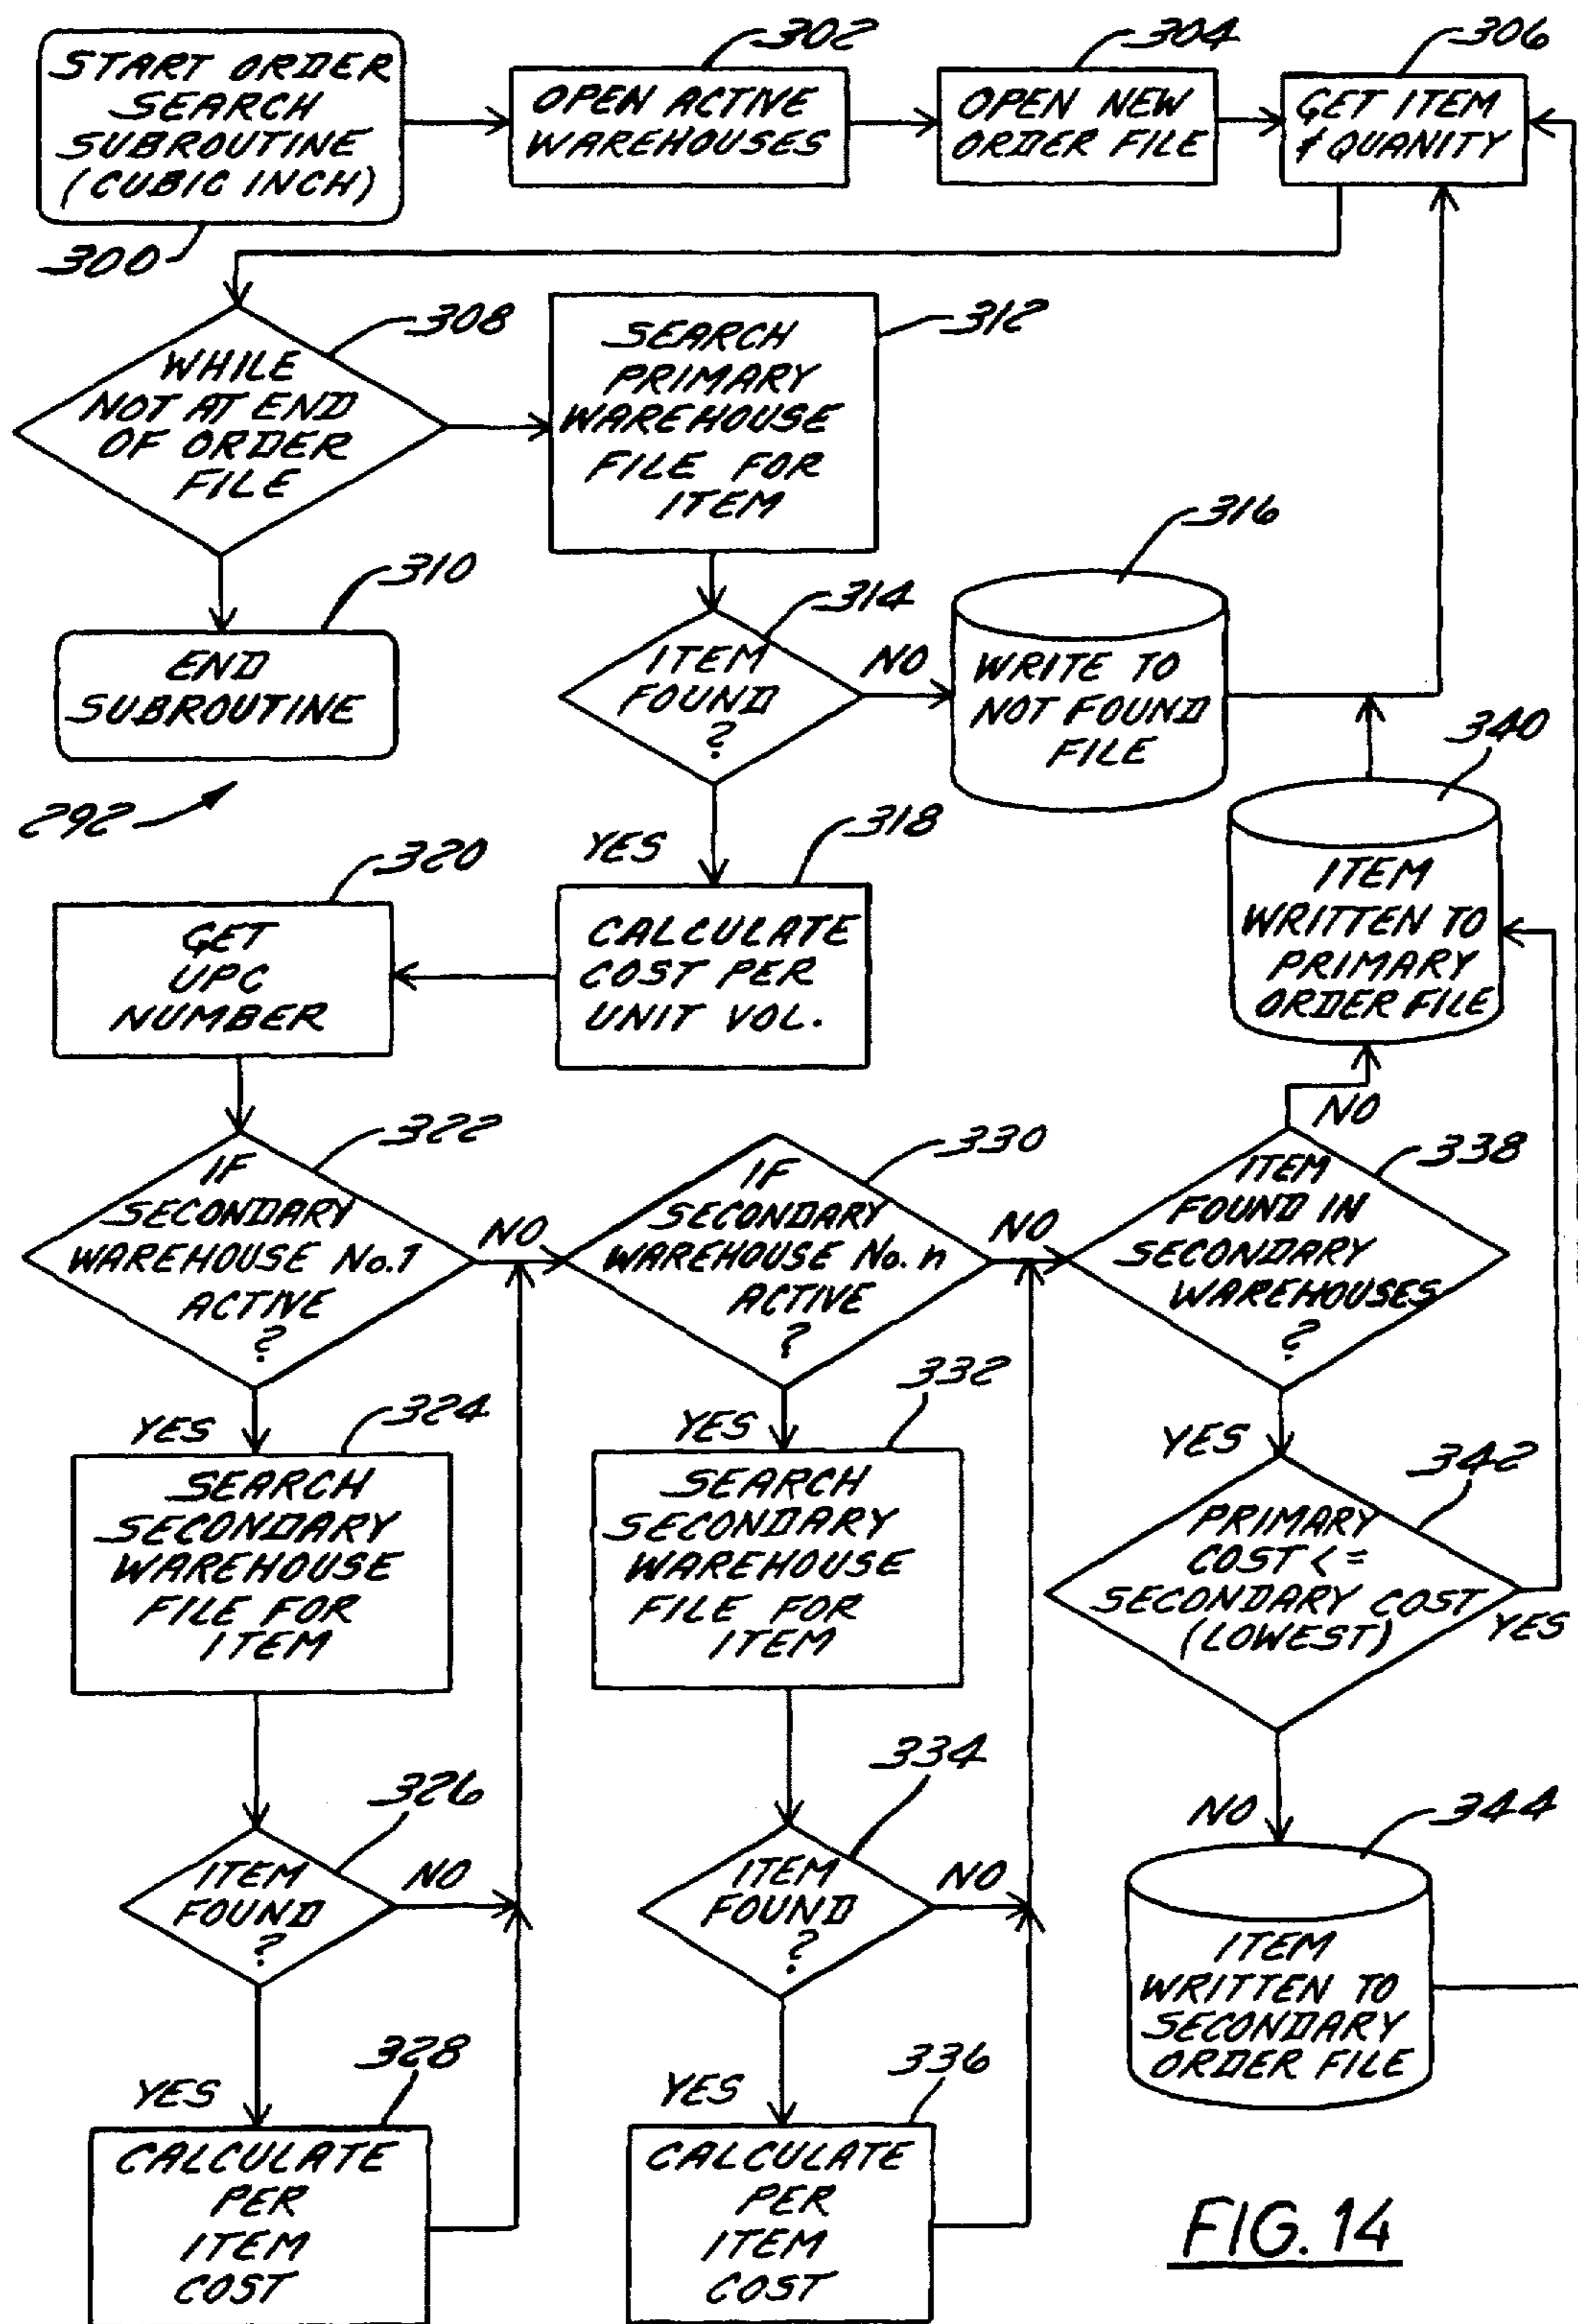 302
304
306
START ORDER
SEARCH
SUBROUTINE
(CUBIC INCH)
OPEN ACTIVE
WAREHOUSES
OPEN NEW
ORDER FILE
GET ITEM
& QUANITY
300
308
312
WHILE
NOT AT END
OF ORDER
FILE
SEARCH
PRIMARY
WAREHOUSE
FILE FOR
ITEM
316
310
314
END
SUBROUTINE
ITEM
FOUND
?
NO
WRITE TO
NOT FOUND
FILE
340
292
318
YES
320
GET
UPC
NUMBER
CALCULATE
COST PER
UNIT VOL.
ITEM
WRITTEN TO
PRIMARY
ORDER FILE
NO
322
330
338
IF
SECONDARY
WAREHOUSE No.1
ACTIVE
?
NO
IF
SECONDARY
WAREHOUSE No.n
ACTIVE
?
NO
ITEM
FOUND IN
SECONDARY
WAREHOUSES
?
332
324
YES
YES
YES
342
SEARCH
SECONDARY
WAREHOUSE
FILE FOR
ITEM
SEARCH
SECONDARY
WAREHOUSE
FILE FOR
ITEM
PRIMARY
COST <=
SECONDARY COST
(LOWEST)
YES
334
326
NO
344
ITEM
FOUND
?
NO
ITEM
FOUND
?
NO
ITEM
WRITTEN TO
SECONDARY
ORDER FILE
328
336
YES
YES
CALCULATE
PER
ITEM
COST
CALCULATE
PER
ITEM
COST
FIG. 14